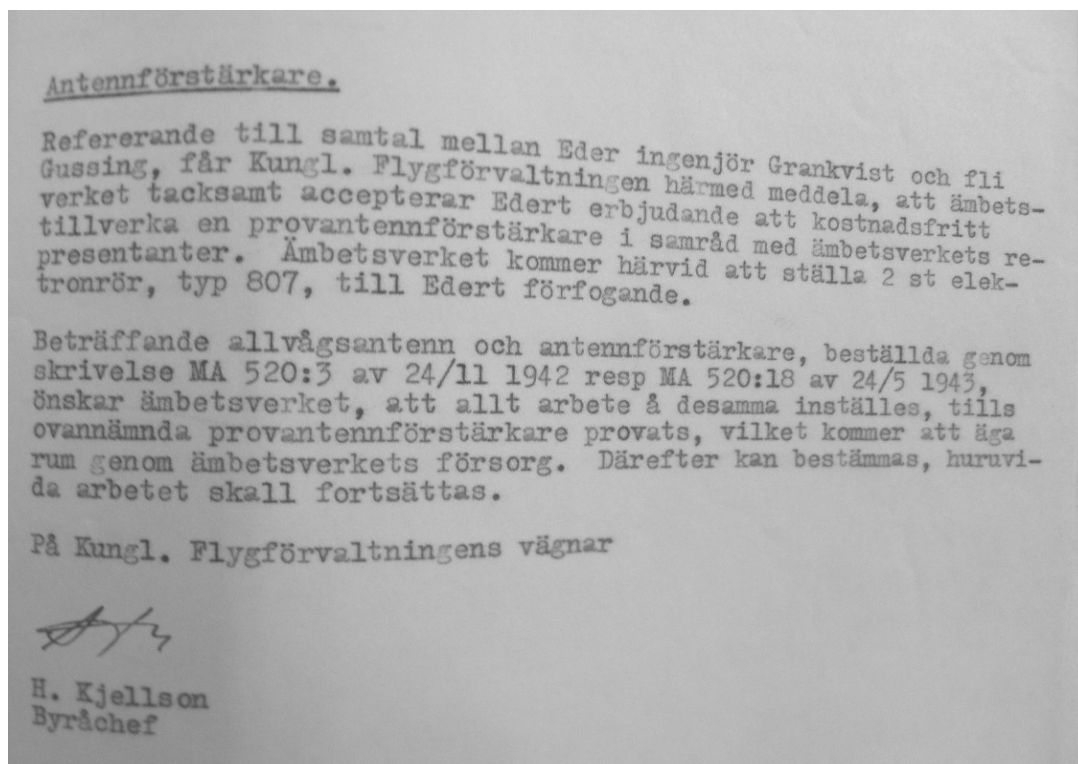 Antennförstärkare.
Refererande till samtal mellan Eder ingenjör Grankvist och fli
Gussing, får Kungl. Flygförvaltningen härmed meddela, att ämbets-
verket tacksamt accepterar Edert erbjudande att kostnadsfritt
tillverka en provantennförstärkare i samråd med ämbetsverkets re-
presentanter. Ämbetsverket kommer härvid att ställa 2 st elek-
tronrör, typ 807, till Edert förfogande.
Beträffande allvågsantenn och antennförstärkare, beställda genom
skrivelse MA 520:3 av 24/11 1942 resp MA 520:18 av 24/5 1943,
önskar ämbetsverket, att allt arbete å desamma inställes, tills
ovannämnda provantennförstärkare provats, vilket kommer att äga
rum genom ämbetsverkets försorg. Därefter kan bestämmas, huruvi-
da arbetet skall fortsättas.
På Kungl. Flygförvaltningens vägnar
H. Kjellson
Byråchef